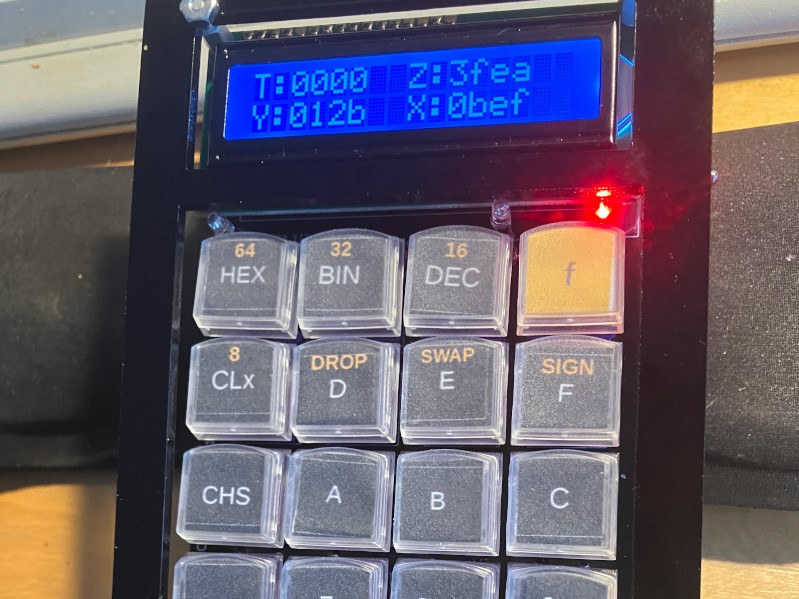 T:0000 Z:3fea
Y:012b X:0bef
64 32 16
HEX BIN DEC f
8 DROP SWAP SIGN
CLx D E F
CHS A B C